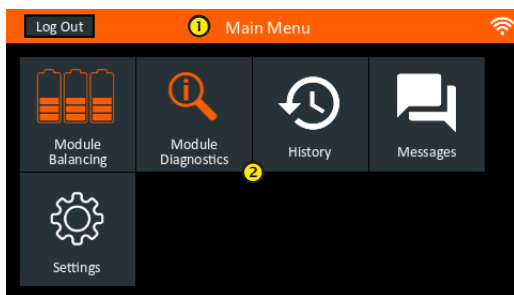 Log Out
1
Main Menu
Module
Balancing
Module
Diagnostics
History
Messages
2
Settings